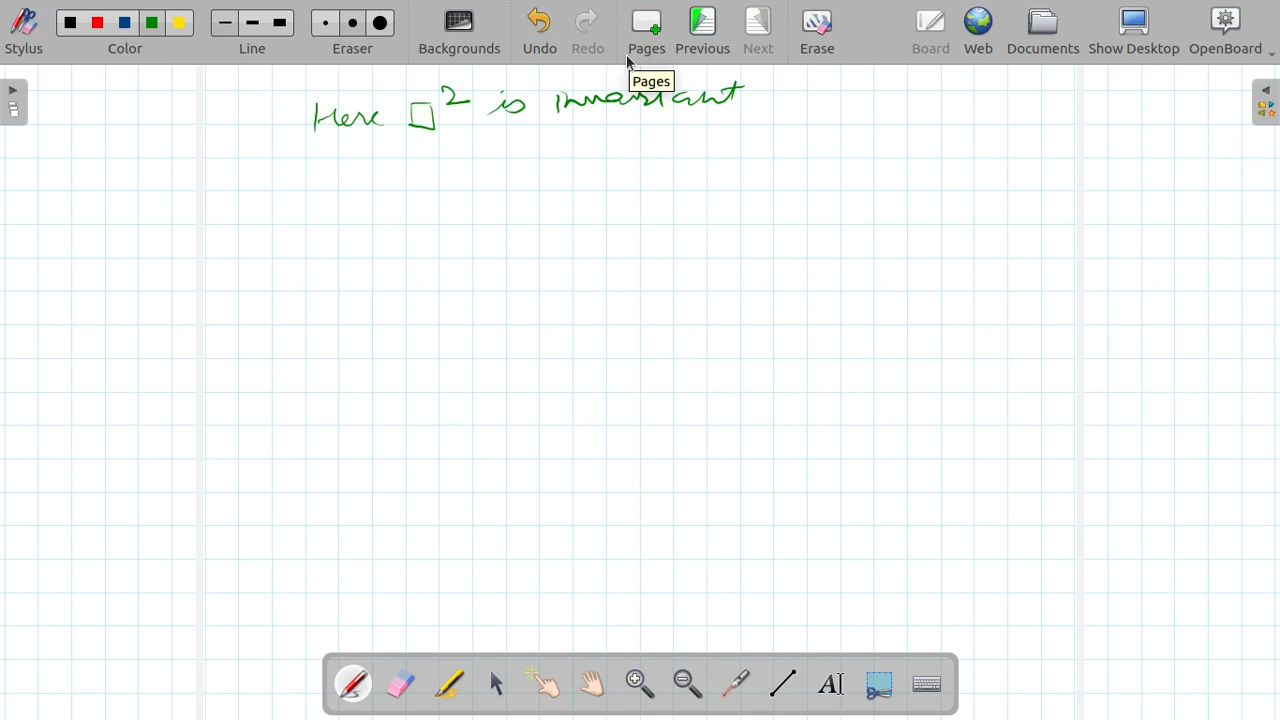 Stylus Color Line Eraser Backgrounds Undo Redo Pages Previous Next Erase Board Web Documents Show Desktop OpenBoard
Pages
Here □² is invariant